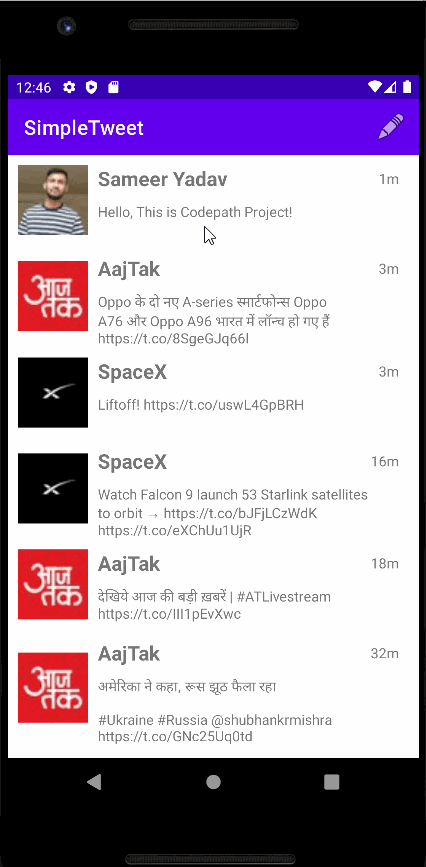 12:46
SimpleTweet
Sameer Yadav 1m
Hello, This is Codepath Project!
आज तक
AajTak 3m
Oppo के दो नए A-series स्मार्टफोन्स Oppo
A76 और Oppo A96 भारत में लॉन्च हो गए हैं
https://t.co/8SgeGJq66l
SpaceX 3m
Liftoff! https://t.co/uswL4GpBRH
SpaceX 16m
Watch Falcon 9 launch 53 Starlink satellites
to orbit → https://t.co/bJFjLCzWdK
https://t.co/eXChUu1UjR
आज तक
AajTak 18m
देखिये आज की बड़ी ख़बरें | #ATLivestream
https://t.co/IlI1pEvXwc
आज तक
AajTak 32m
अमेरिका ने कहा, रूस झूठ फैला रहा
#Ukraine #Russia @shubhankrmishra
https://t.co/GNc25Uq0td